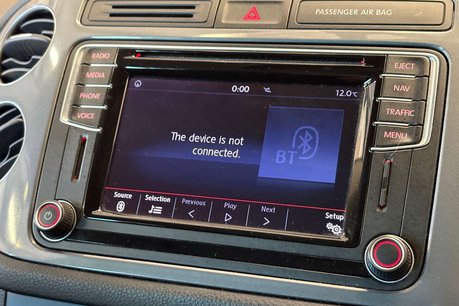 PASSENGER AIR BAG
RADIO
MEDIA
PHONE
VOICE
EJECT
NAV
TRAFFIC
MENU
0:00
12.0°C
The device is not
connected.
BT
Source
Selection
Previous
Play
Next
Setup